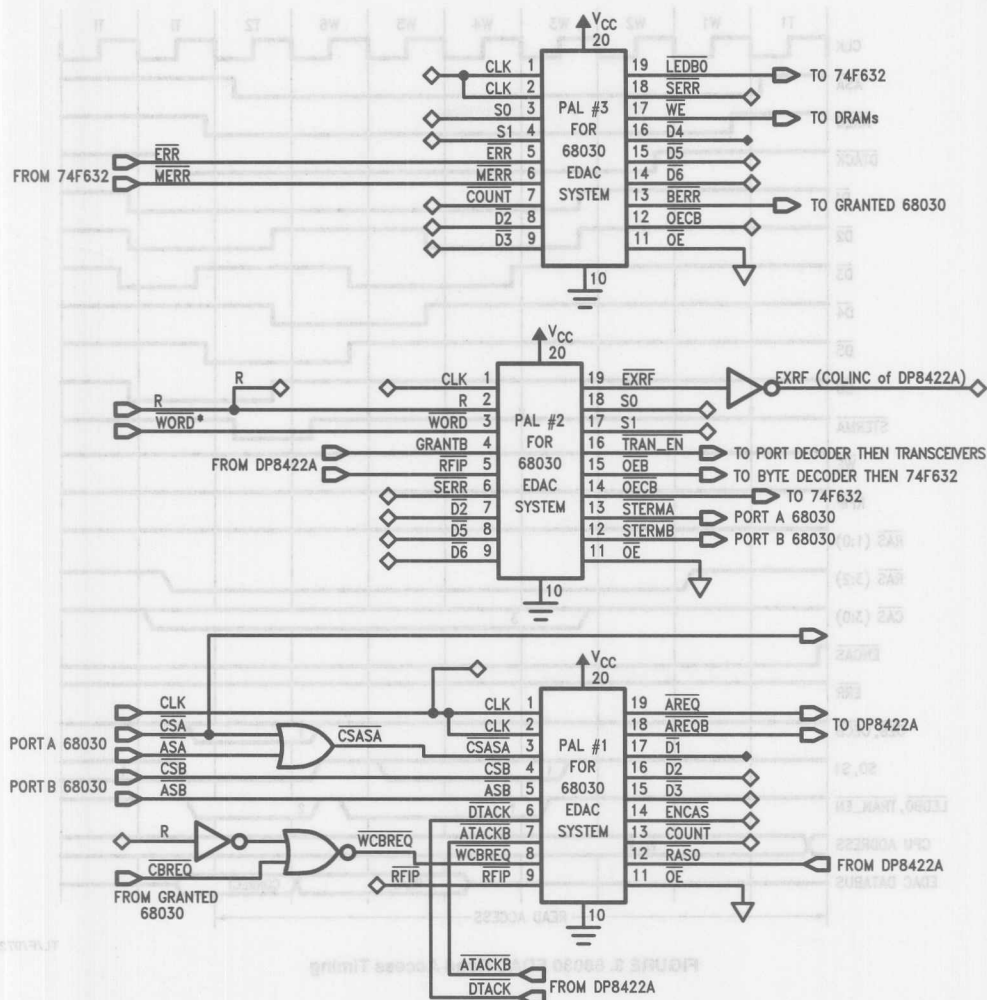 VCC
20
CLK 1
CLK 2
S0 3
S1 4
ERR ERR 5
FROM 74F632
MERR MERR 6
COUNT 7
D2 8
D3 9
PAL #3
FOR
68030
EDAC
SYSTEM
19 LEDBO TO 74F632
18 SERR
17 WE TO DRAMs
16 D4
15 D5
14 D6
13 BERR TO GRANTED 68030
12 OECB
11 OE
10
VCC
20
R CLK 1
R R 2
WORD* WORD 3
GRANTB 4
FROM DP8422A
RFIP 5
SERR 6
D2 7
D5 8
D6 9
PAL #2
FOR
68030
EDAC
SYSTEM
19 EXRF EXRF (COLINC of DP8422A)
18 S0
17 S1
16 TRAN_EN TO PORT DECODER THEN TRANSCEIVERS
15 OEB TO BYTE DECODER THEN 74F632
14 OECB TO 74F632
13 STERMA PORT A 68030
12 STERMB PORT B 68030
11 OE
10
VCC
20
CLK CLK 1
CSA CLK 2
PORT A 68030
ASA CSASA CSASA 3
CSB CSB 4
PORT B 68030
ASB ASB 5
DTACK 6
ATACKB 7
R WCBREQ WCBREQ 8
CBREQ RFIP RFIP 9
FROM GRANTED
68030
PAL #1
FOR
68030
EDAC
SYSTEM
19 AREQ
TO DP8422A
18 AREQB
17 D1
16 D2
15 D3
14 ENCAS
13 COUNT
12 RAS0 FROM DP8422A
11 OE
10
ATACKB
FROM DP8422A
DTACK